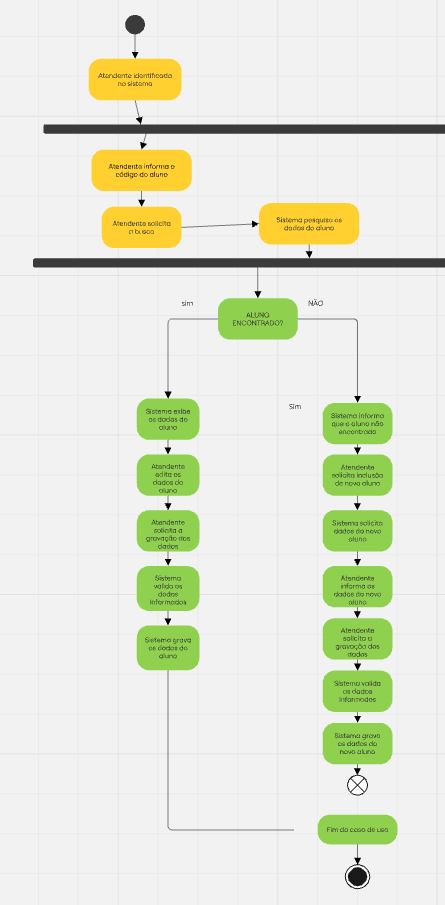 Atendente identificada
no sistema
Atendente informa o
código do aluno
Atendente solicita
a busca
Sistema pesquisa os
dados do aluno
ALUNO
ENCONTRADO?
sim
NÃO
Sim
Sistema exibe
os dados do
aluno
Atendente
edita os
dados do
aluno
Atendente
solicita a
gravação dos
dados
Sistema
valida os
dados
informados
Sistema grava
os dados do
aluno
Sistema informa
que o aluno não
encontrado
Atendente
solicita inclusão
de novo aluno
Sistema solicita
dados do novo
aluno
Atendente
informa os
dados do novo
aluno
Atendente
solicita a
gravação dos
dados
Sistema valida
os dados
informados
Sistema grava
os dados do
novo aluno
Fim do caso de uso